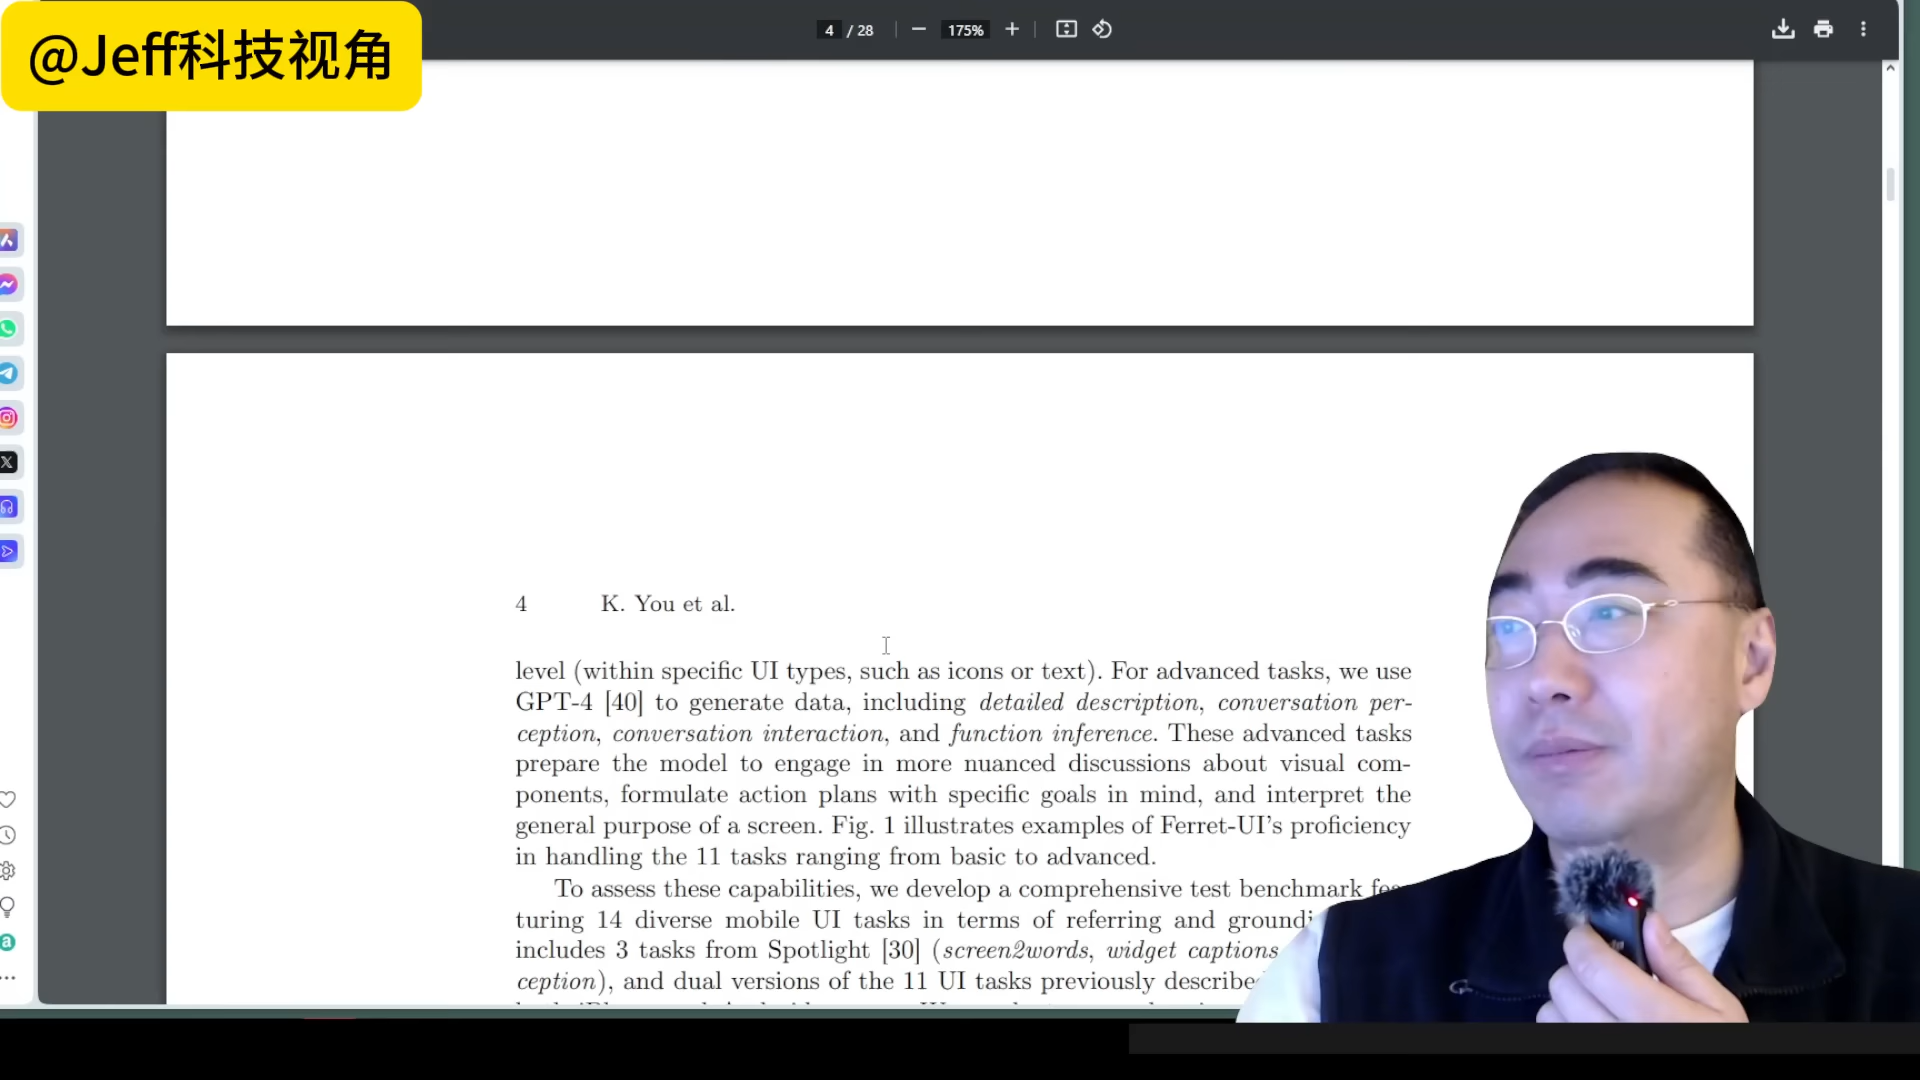 @Jeff科技视角
4 / 28
175%
4 K. You et al.
level (within specific UI types, such as icons or text). For advanced tasks, we use
GPT-4 [40] to generate data, including detailed description, conversation per-
ception, conversation interaction, and function inference. These advanced tasks
prepare the model to engage in more nuanced discussions about visual com-
ponents, formulate action plans with specific goals in mind, and interpret the
general purpose of a screen. Fig. 1 illustrates examples of Ferret-UI's proficiency
in handling the 11 tasks ranging from basic to advanced.
To assess these capabilities, we develop a comprehensive test benchmark
turing 14 diverse mobile UI tasks in terms of referring and
includes 3 tasks from Spotlight [30] (screen2words, widget captions
ception), and dual versions of the 11 UI tasks previously